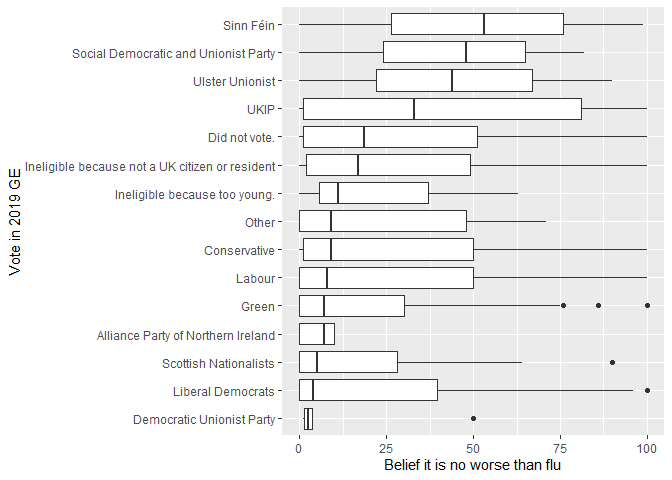 Vote in 2019 GE
Sinn Féin
Social Democratic and Unionist Party
Ulster Unionist
UKIP
Did not vote.
Ineligible because not a UK citizen or resident
Ineligible because too young.
Other
Conservative
Labour
Green
Alliance Party of Northern Ireland
Scottish Nationalists
Liberal Democrats
Democratic Unionist Party
0 25 50 75 100
Belief it is no worse than flu